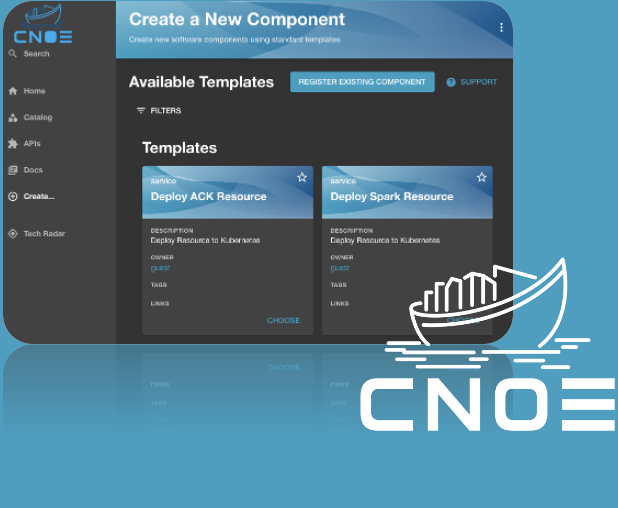 CNOE
Search
Home
Catalog
APIs
Docs
Create...
Tech Radar
Create a New Component
Create new software components using standard templates
Available Templates
REGISTER EXISTING COMPONENT
SUPPORT
FILTERS
Templates
service
Deploy ACK Resource
DESCRIPTION
Deploy Resource to Kubernetes
OWNER
guest
TAGS
LINKS
CHOOSE
service
Deploy Spark Resource
DESCRIPTION
Deploy Resource to Kubernetes
OWNER
guest
TAGS
LINKS
CHOOSE
CNOE